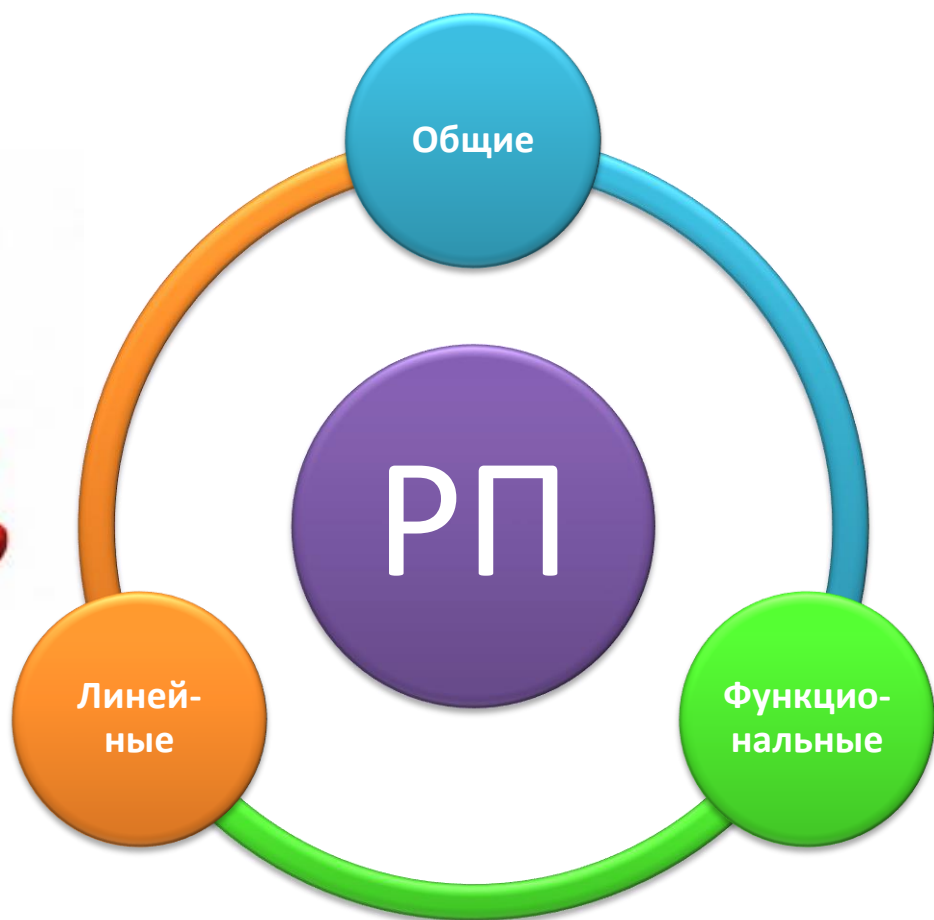 Общие
РП
Линей-
ные
Функцио-
нальные